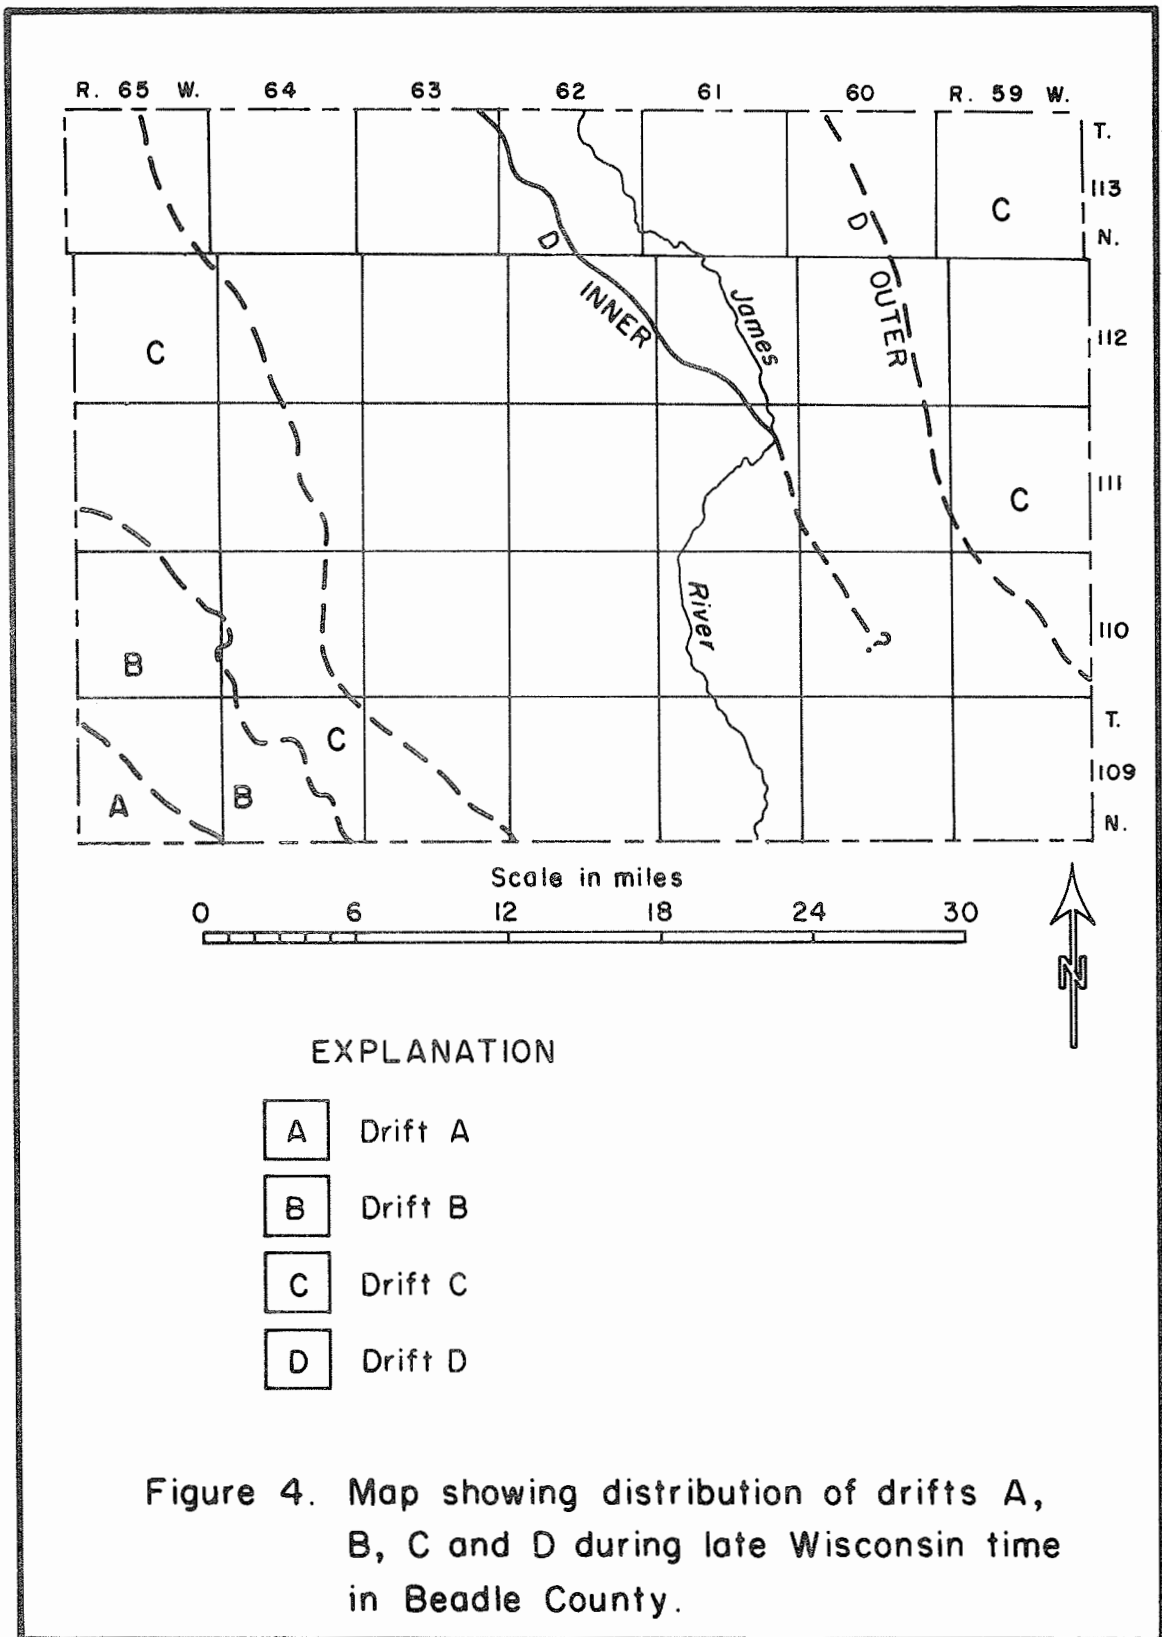 R. 65 W. 64 63 62 61 60 R. 59 W.
T.
113
N.
C
D
D
INNER
James
OUTER
C
112
C
111
River
?
110
B
T.
C
109
A
B
N.
Scale in miles
0 6 12 18 24 30
N
EXPLANATION
A Drift A
B Drift B
C Drift C
D Drift D
Figure 4. Map showing distribution of drifts A,
B, C and D during late Wisconsin time
in Beadle County.